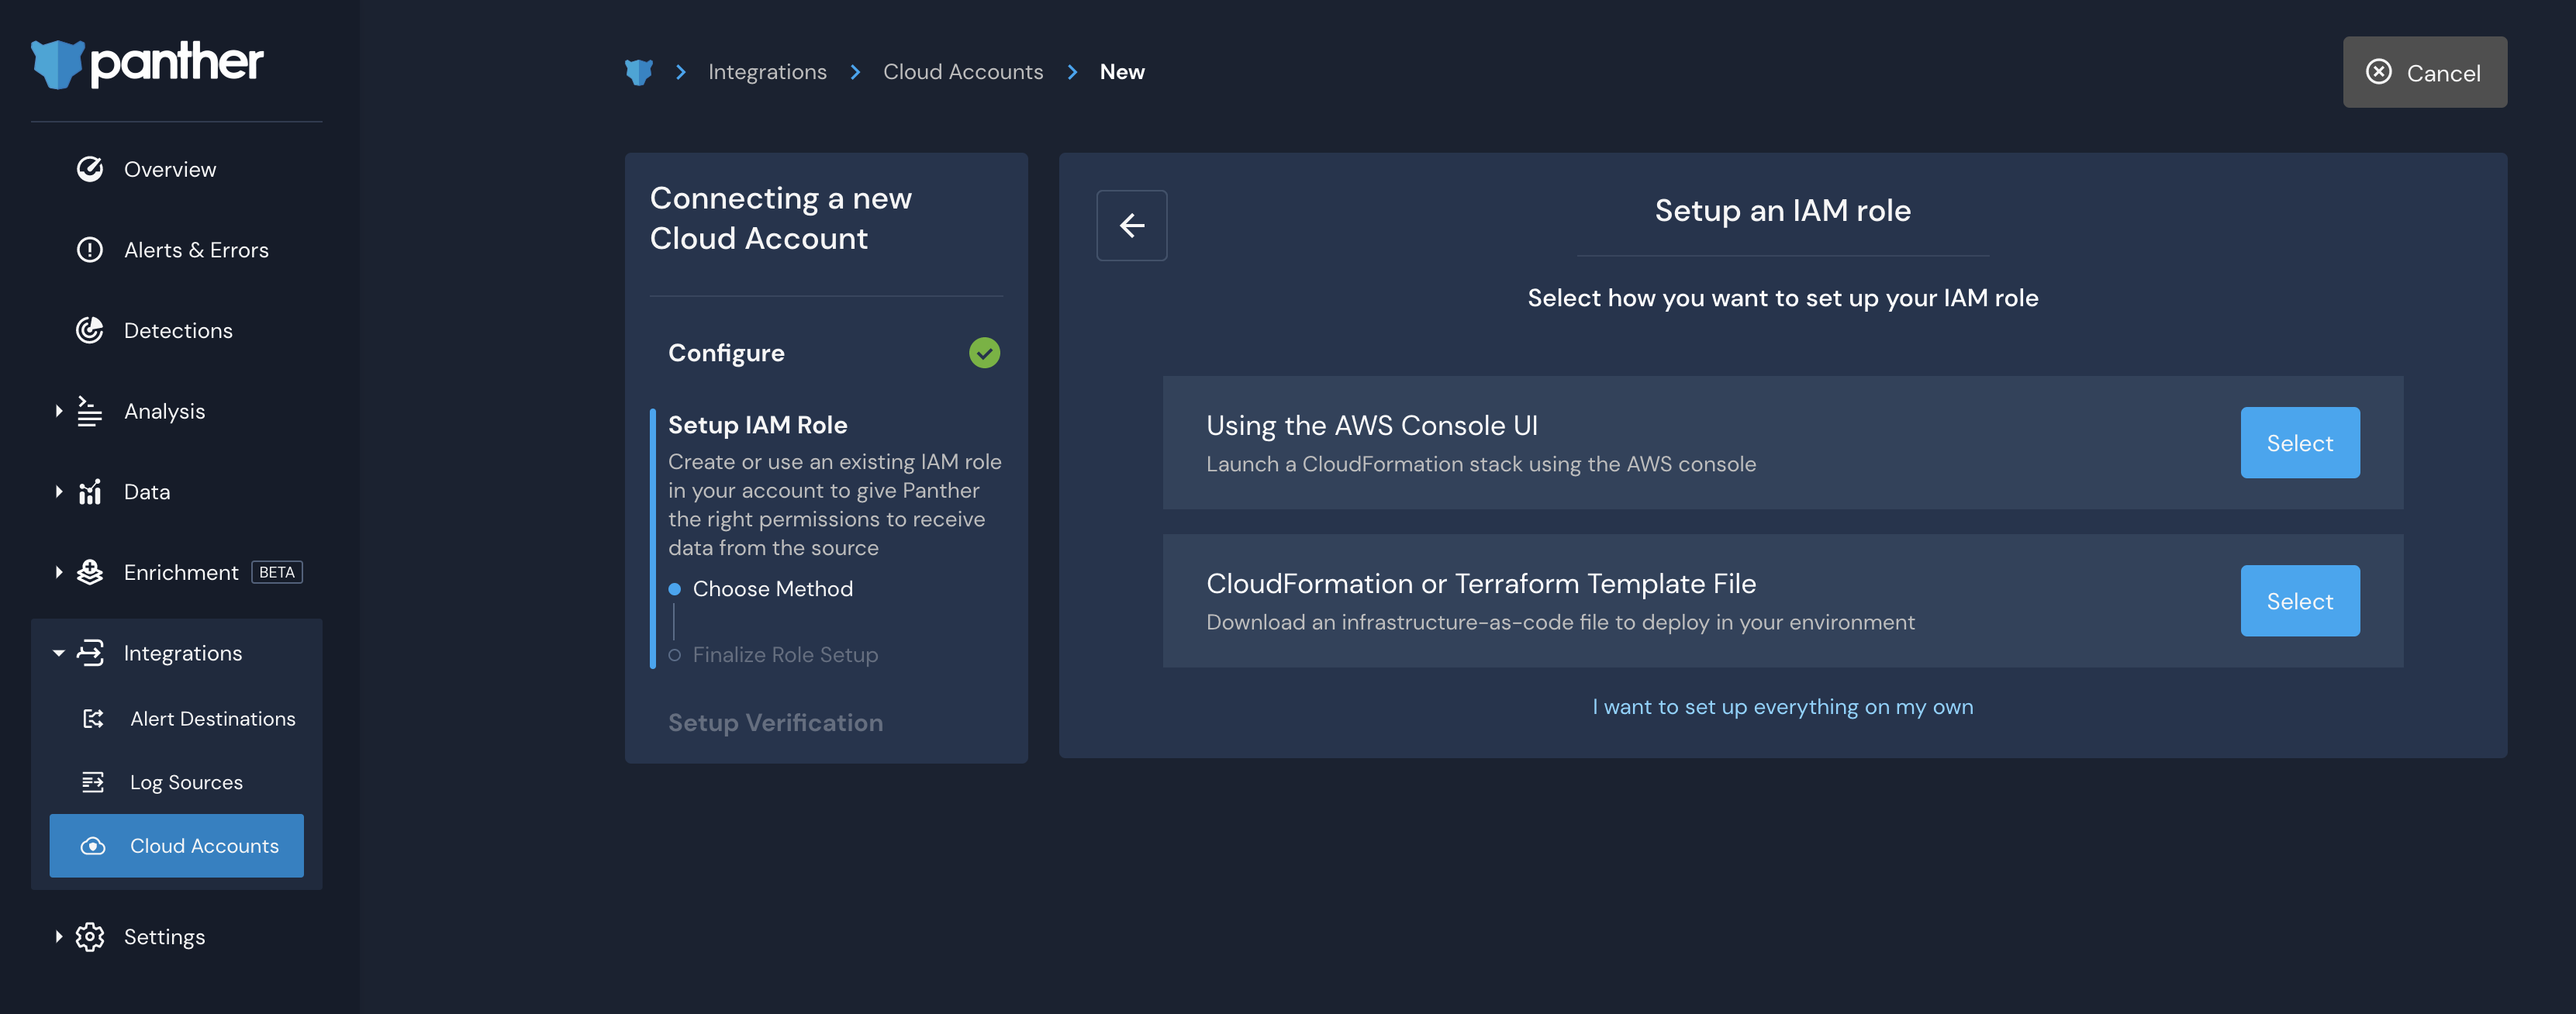 panther
Overview
Alerts & Errors
Detections
Analysis
Data
Enrichment BETA
Integrations
Alert Destinations
Log Sources
Cloud Accounts
Settings
Integrations Cloud Accounts New
Cancel
Connecting a new
Cloud Account
Configure
Setup IAM Role
Create or use an existing IAM role
in your account to give Panther
the right permissions to receive
data from the source
Choose Method
Finalize Role Setup
Setup Verification
Setup an IAM role
Select how you want to set up your IAM role
Using the AWS Console UI
Launch a CloudFormation stack using the AWS console
Select
CloudFormation or Terraform Template File
Download an infrastructure-as-code file to deploy in your environment
Select
I want to set up everything on my own